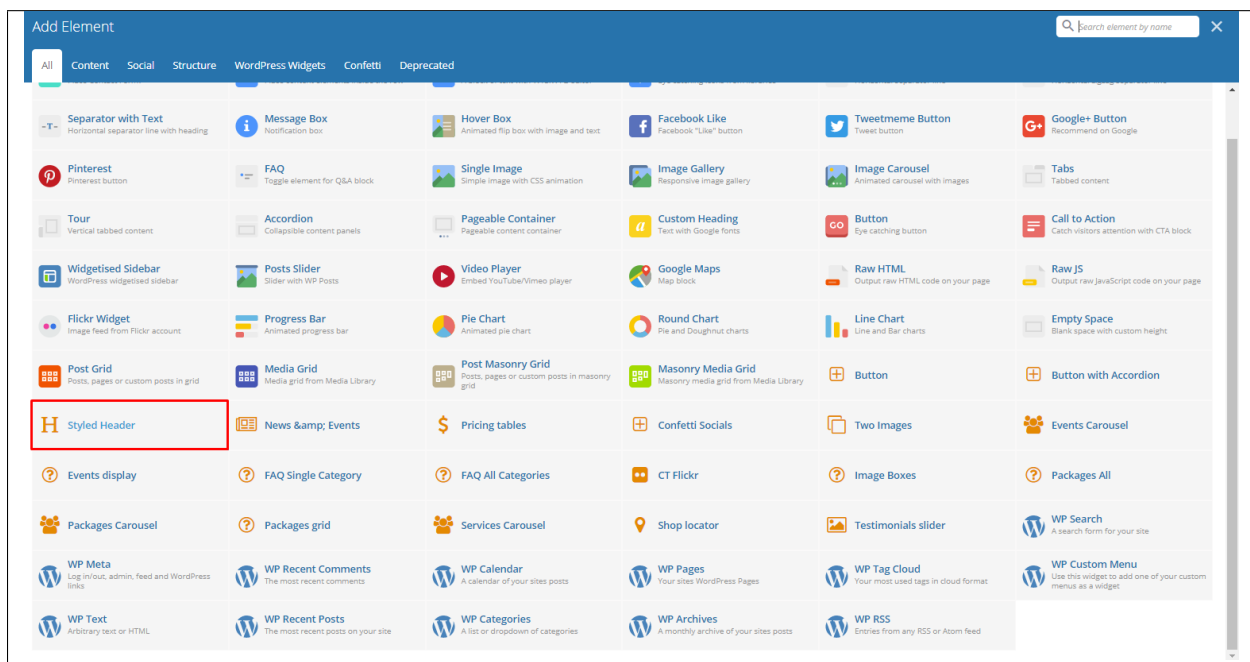 Add Element
Search element by name
All Content Social Structure WordPress Widgets Confetti Deprecated
Separator with Text
Horizontal separator line with heading
Message Box
Notification box
Hover Box
Animated flip box with image and text
Facebook Like
Facebook "Like" button
Tweetmeme Button
Tweet button
Google+ Button
Recommend on Google
Pinterest
Pinterest button
FAQ
Toggle element for Q&A block
Single Image
Simple image with CSS animation
Image Gallery
Responsive image gallery
Image Carousel
Animated carousel with images
Tabs
Tabbed content
Tour
Vertical tabbed content
Accordion
Collapsible content panels
Pageable Container
Pageable content container
Custom Heading
Text with Google fonts
GO
Button
Eye catching button
Call to Action
Catch visitors attention with CTA block
Widgetised Sidebar
WordPress widgetised sidebar
Posts Slider
Slider with WP Posts
Video Player
Embed YouTube/Vimeo player
Google Maps
Map block
Raw HTML
Output raw HTML code on your page
Raw JS
Output raw JavaScript code on your page
Flickr Widget
Image feed from Flickr account
Progress Bar
Animated progress bar
Pie Chart
Animated pie chart
Round Chart
Pie and Doughnut charts
Line Chart
Line and Bar charts
Empty Space
Blank space with custom height
Post Grid
Posts, pages or custom posts in grid
Media Grid
Media grid from Media Library
Post Masonry Grid
Posts, pages or custom posts in masonry
grid
Masonry Media Grid
Masonry media grid from Media Library
Button
Button with Accordion
H Styled Header
News &amp; Events
$ Pricing tables
Confetti Socials
Two Images
Events Carousel
Events display
FAQ Single Category
FAQ All Categories
CT Flickr
Image Boxes
Packages All
Packages Carousel
Packages grid
Services Carousel
Shop locator
Testimonials slider
WP Search
A search form for your site
WP Meta
Log in/out, admin, feed and WordPress
links
WP Recent Comments
The most recent comments
WP Calendar
A calendar of your sites posts
WP Pages
Your sites WordPress Pages
WP Tag Cloud
Your most used tags in cloud format
WP Custom Menu
Use this widget to add one of your custom
menus as a widget
WP Text
Arbitrary text or HTML
WP Recent Posts
The most recent posts on your site
WP Categories
A list or dropdown of categories
WP Archives
A monthly archive of your sites posts
WP RSS
Entries from any RSS or Atom feed